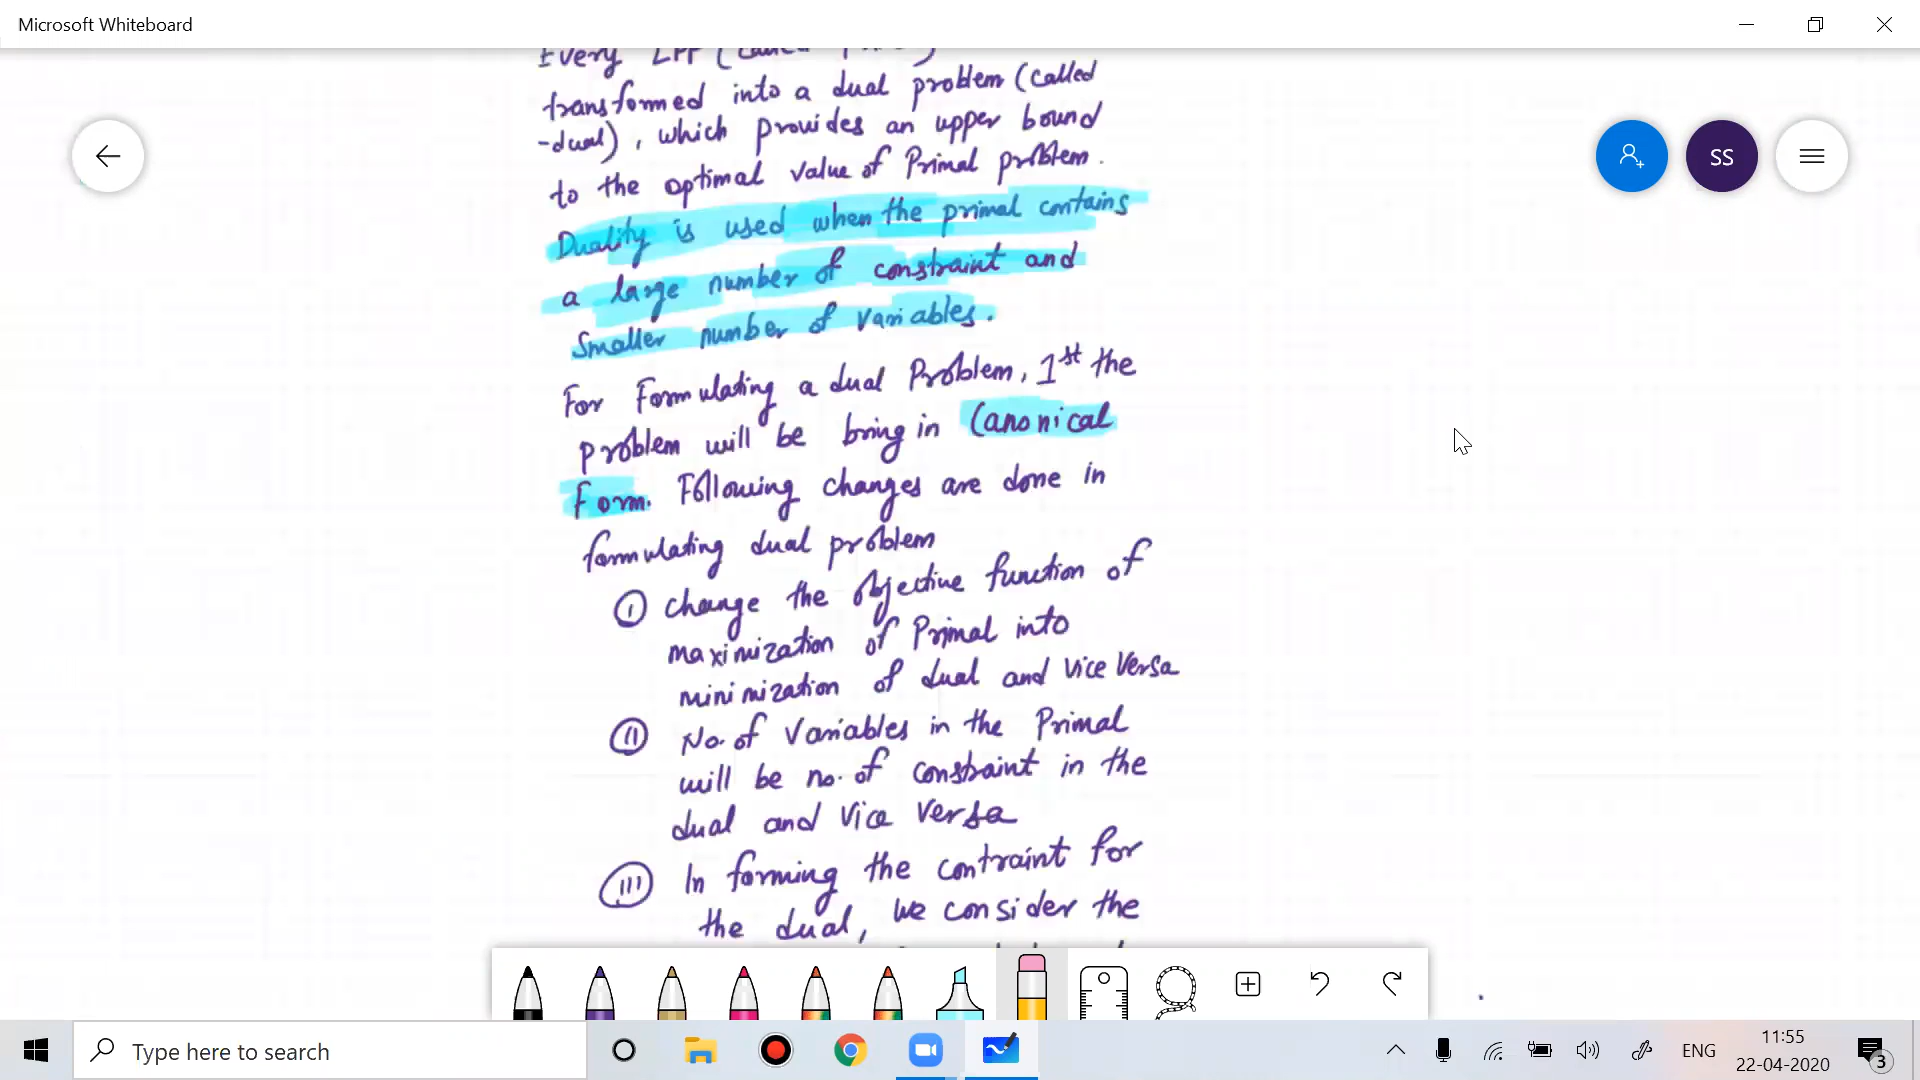 Microsoft Whiteboard
Every LPP (called
transformed into a dual problem (called
-dual), which provides an upper bound
to the optimal value of Primal problem.
Duality is used when the primal contains
a large number of constraint and
Smaller number of variables.
For Formulating a dual Problem, 1st the
problem will be bring in Canonical
Form. Following changes are done in
formulating dual problem
(I) change the objective function of
maximization of Primal into
minimization of dual and vice versa
(II) No. of Variables in the Primal
will be no. of constraint in the
dual and Vice Versa
(III) In forming the contraint for
the dual, we consider the
SS
Type here to search
ENG
11:55
22-04-2020
3